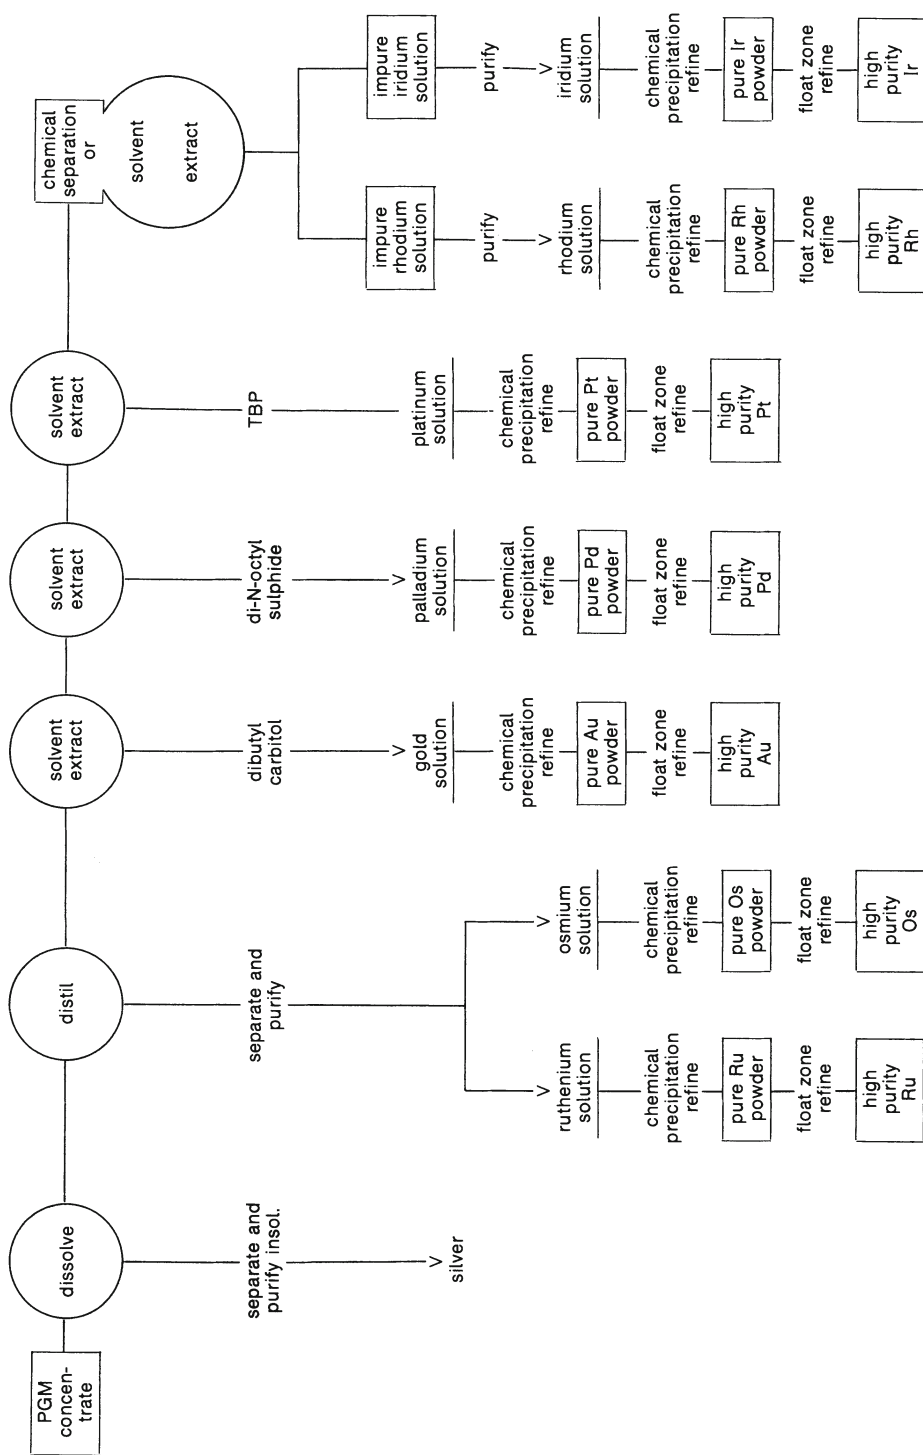 PGM
concen-
trate
dissolve
separate and
purify insol.
silver
distil
separate and
purify
ruthenium
solution
chemical
precipitation
refine
pure Ru
powder
float zone
refine
high
purity
Ru
osmium
solution
chemical
precipitation
refine
pure Os
powder
float zone
refine
high
purity
Os
solvent
extract
dibutyl
carbitol
gold
solution
chemical
precipitation
refine
pure Au
powder
float zone
refine
high
purity
Au
solvent
extract
di-N-octyl
sulphide
palladium
solution
chemical
precipitation
refine
pure Pd
powder
float zone
refine
high
purity
Pd
solvent
extract
TBP
platinum
solution
chemical
precipitation
refine
pure Pt
powder
float zone
refine
high
purity
Pt
chemical
separation
or
solvent
extract
impure
rhodium
solution
purify
rhodium
solution
chemical
precipitation
refine
pure Rh
powder
float zone
refine
high
purity
Rh
impure
iridium
solution
purify
iridium
solution
chemical
precipitation
refine
pure Ir
powder
float zone
refine
high
purity
Ir